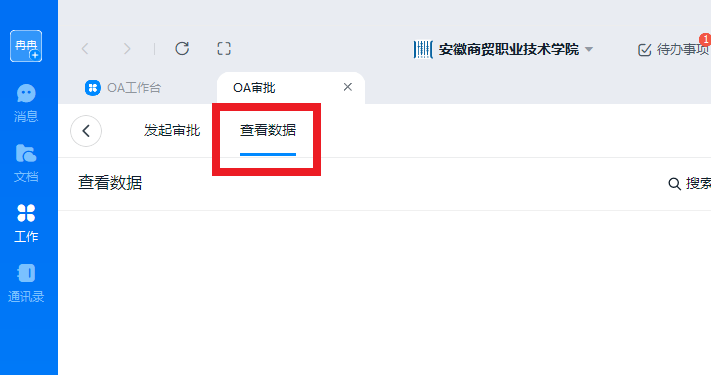 冉冉
安徽商贸职业技术学院
待办事项
1
OA工作台
OA审批
消息
发起审批
查看数据
文档
查看数据
搜索
工作
通讯录